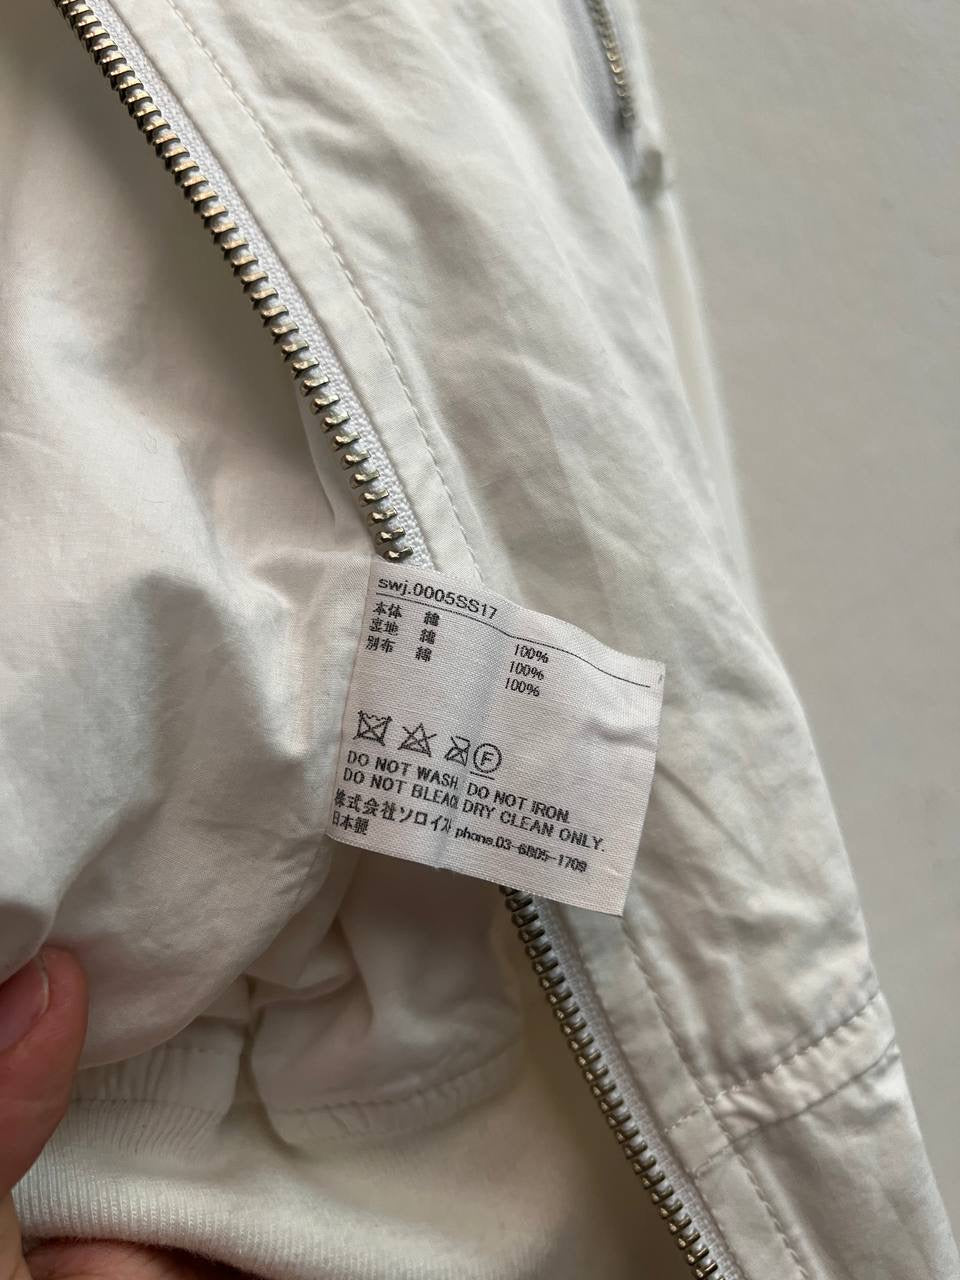 swj.0005SS17
本体 綿 100%
裏地 綿 100%
別布 綿 100%
F
DO NOT WASH. DO NOT IRON.
DO NOT BLEAC DRY CLEAN ONLY.
株式会社ソロイス phone.03-6805-1709
日本製